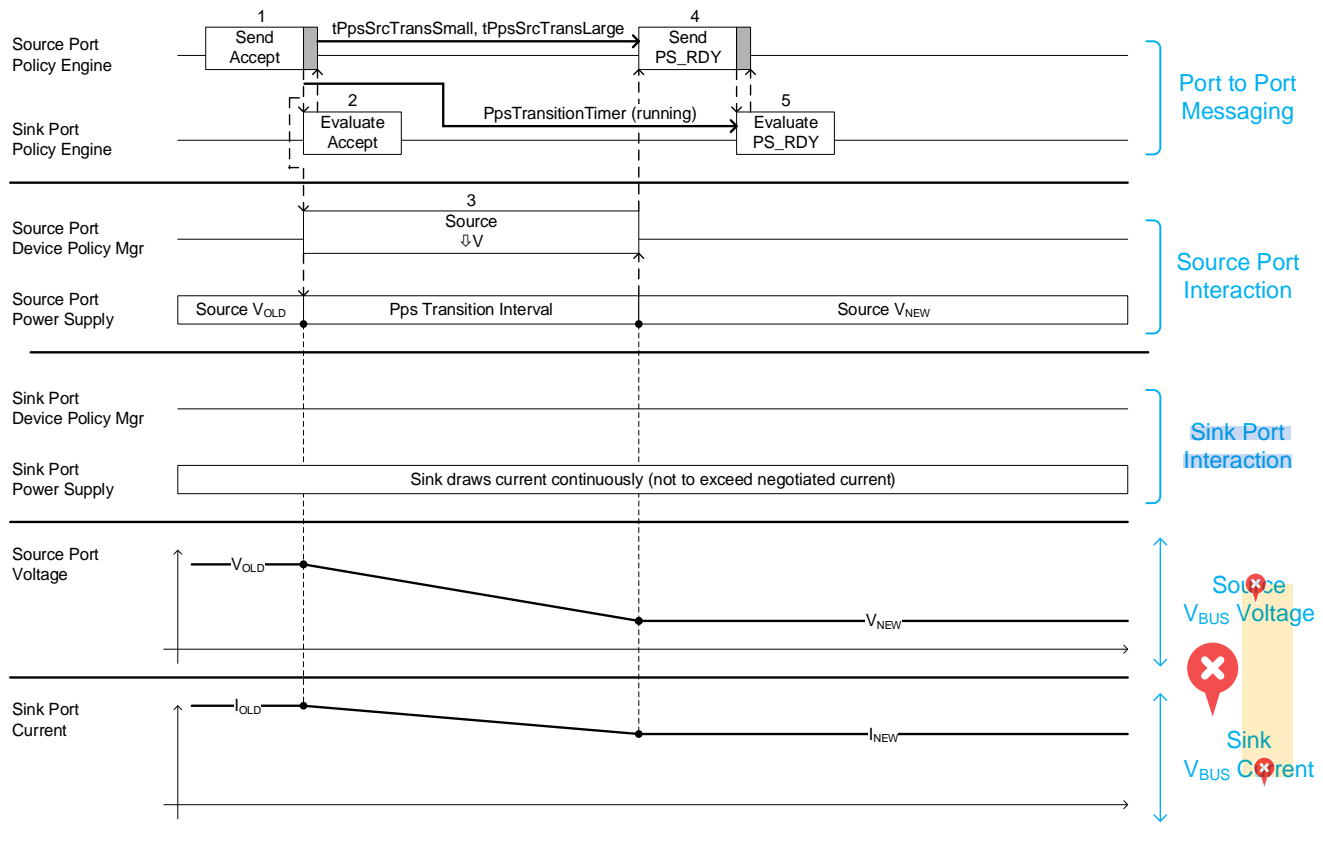 1
Send
Accept
tPpsSrcTransSmall, tPpsSrcTransLarge
4
Send
PS_RDY
Source Port
Policy Engine
Port to Port
Messaging
2
Evaluate
Accept
PpsTransitionTimer (running)
5
Evaluate
PS_RDY
Sink Port
Policy Engine
3
Source
⇩V
Source Port
Device Policy Mgr
Source Port
Interaction
Source Port
Power Supply
Source VOLD
Pps Transition Interval
Source VNEW
Sink Port
Device Policy Mgr
Sink Port
Interaction
Sink Port
Power Supply
Sink draws current continuously (not to exceed negotiated current)
Source Port
Voltage
VOLD
VNEW
Source
VBUS Voltage
Sink Port
Current
IOLD
INEW
Sink
VBUS Current